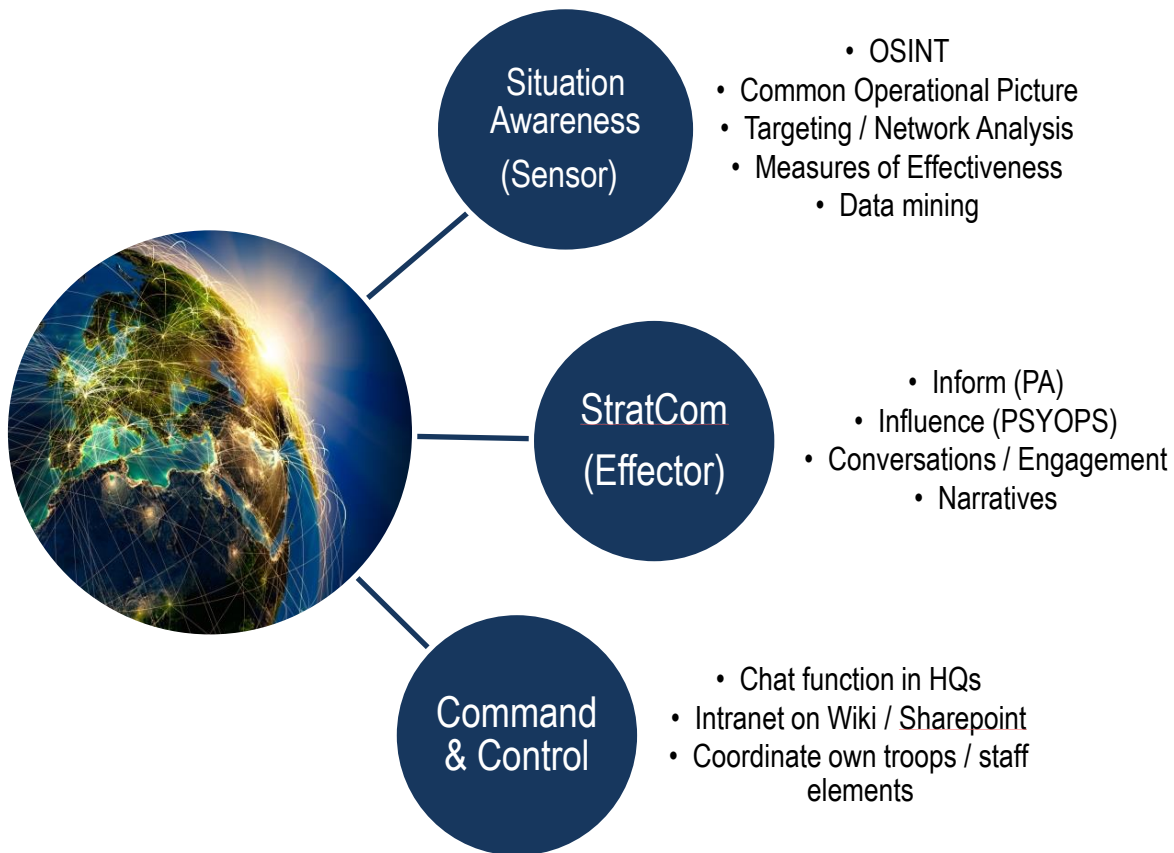 Situation
Awareness
(Sensor)
• OSINT
• Common Operational Picture
• Targeting / Network Analysis
• Measures of Effectiveness
• Data mining
StratCom
(Effector)
• Inform (PA)
• Influence (PSYOPS)
• Conversations / Engagement
• Narratives
Command
& Control
• Chat function in HQs
• Intranet on Wiki / Sharepoint
• Coordinate own troops / staff
elements